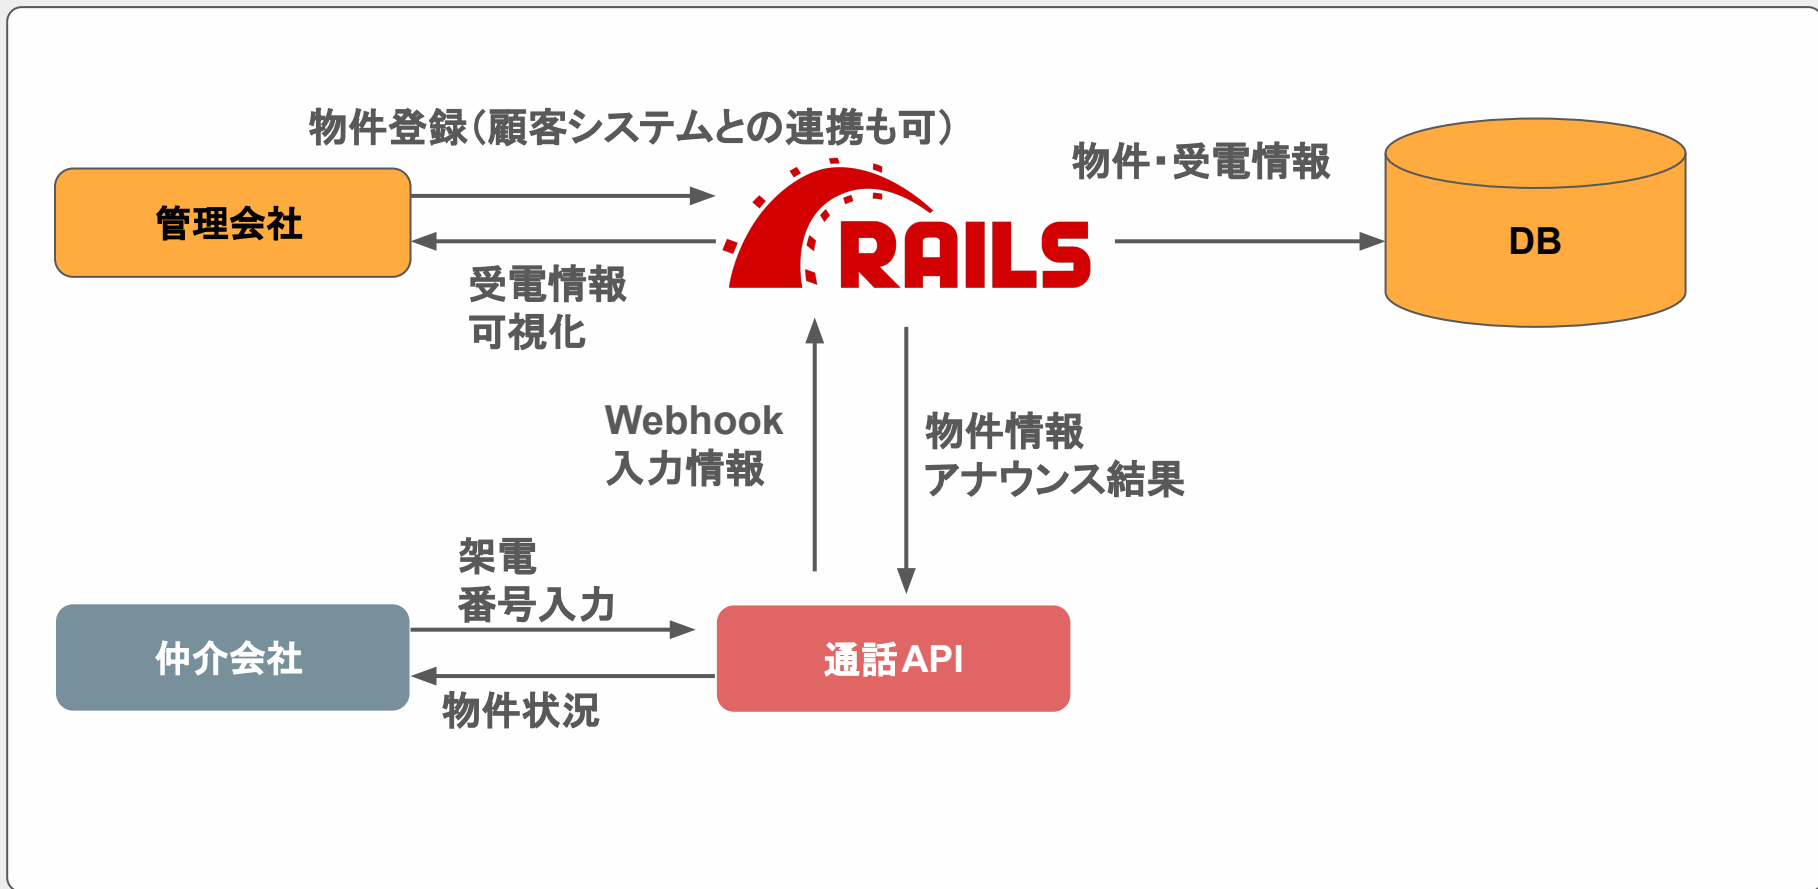 物件登録（顧客システムとの連携も可）
物件・受電情報
管理会社
RAILS
DB
受電情報
可視化
Webhook
入力情報
物件情報
アナウンス結果
架電
番号入力
仲介会社
通話API
物件状況